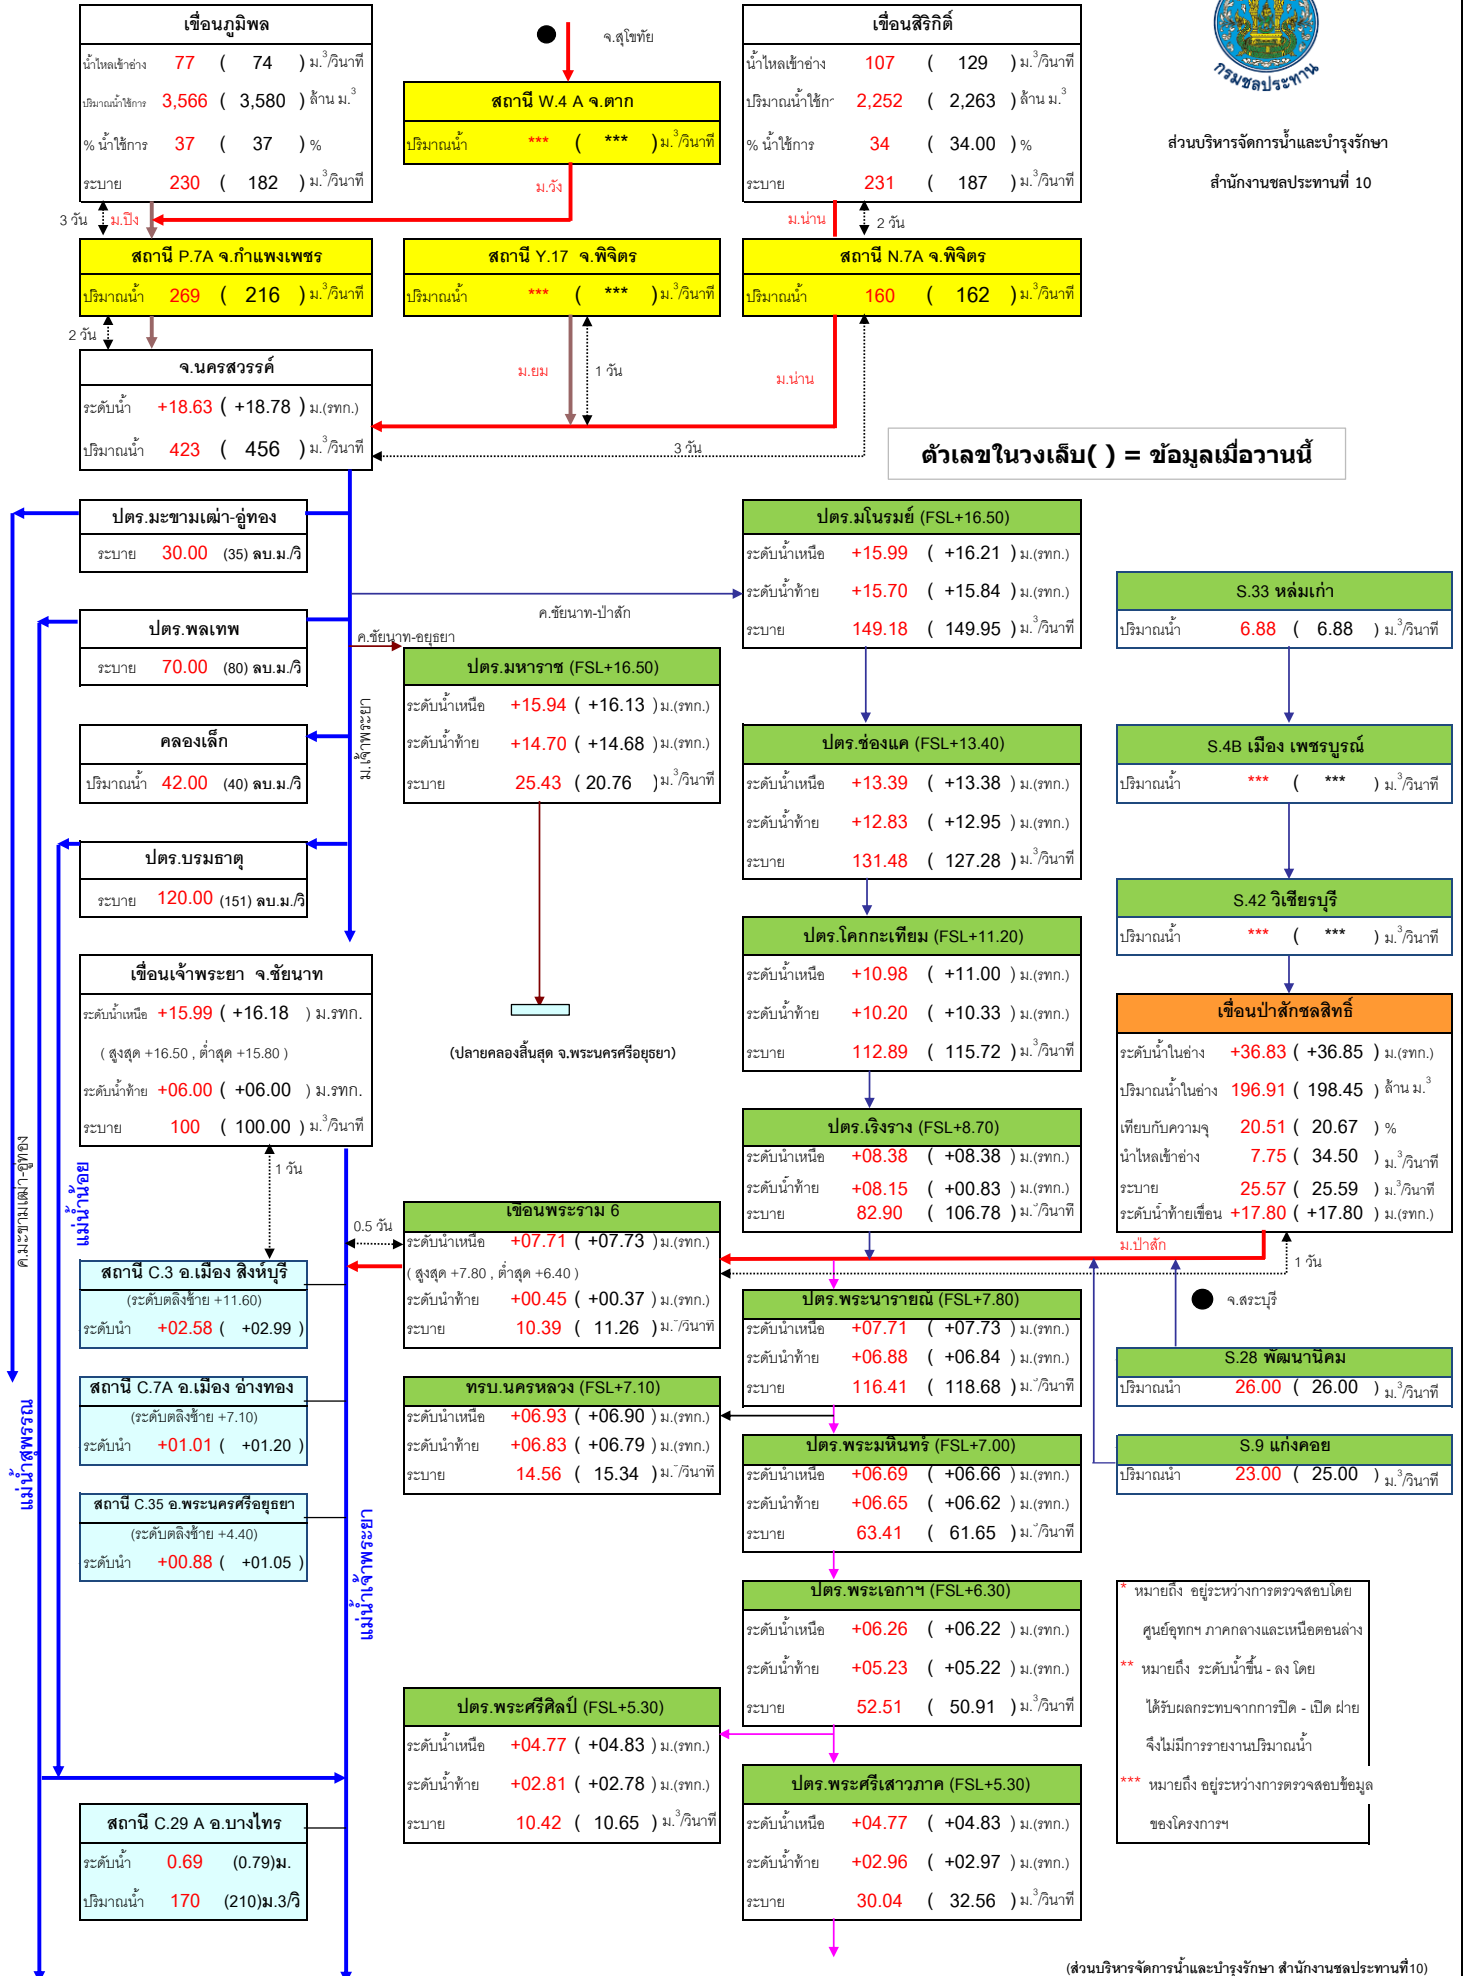 เขื่อนภูมิพล
น้ำไหลเข้าอ่าง 77 ( 74 ) ม.³/วินาที
ปริมาณน้ำใช้การ 3,566 ( 3,580 ) ล้าน ม.³
% น้ำใช้การ 37 ( 37 ) %
ระบาย 230 ( 182 ) ม.³/วินาที
จ.สุโขทัย
สถานี W.4 A จ.ตาก
ปริมาณน้ำ *** ( *** ) ม.³/วินาที
เขื่อนสิริกิติ์
น้ำไหลเข้าอ่าง 107 ( 129 ) ม.³/วินาที
ปริมาณน้ำใช้กา 2,252 ( 2,263 ) ล้าน ม.³
% น้ำใช้การ 34 ( 34.00 ) %
ระบาย 231 ( 187 ) ม.³/วินาที
กรมชลประทาน
ส่วนบริหารจัดการน้ำและบำรุงรักษา
สำนักงานชลประทานที่ 10
3 วัน ม.ปิง
ม.วัง
ม.น่าน 2 วัน
สถานี P.7A จ.กำแพงเพชร
ปริมาณน้ำ 269 ( 216 ) ม.³/วินาที
สถานี Y.17 จ.พิจิตร
ปริมาณน้ำ *** ( *** ) ม.³/วินาที
สถานี N.7A จ.พิจิตร
ปริมาณน้ำ 160 ( 162 ) ม.³/วินาที
2 วัน
ม.ยม 1 วัน
ม.น่าน
จ.นครสวรรค์
ระดับน้ำ +18.63 ( +18.78 ) ม.(รทก.)
ปริมาณน้ำ 423 ( 456 ) ม.³/วินาที
3 วัน
ตัวเลขในวงเล็บ( ) = ข้อมูลเมื่อวานนี้
ปตร.มะขามเฒ่า-อู่ทอง
ระบาย 30.00 (35) ลบ.ม./วิ
ปตร.พลเทพ
ระบาย 70.00 (80) ลบ.ม./วิ
คลองเล็ก
ปริมาณน้ำ 42.00 (40) ลบ.ม./วิ
ปตร.บรมธาตุ
ระบาย 120.00 (151) ลบ.ม./วิ
ม.เจ้าพระยา
ค.ชัยนาท-ป่าสัก
ค.ชัยนาท-อยุธยา
ปตร.มหาราช (FSL+16.50)
ระดับน้ำเหนือ +15.94 ( +16.13 ) ม.(รทก.)
ระดับน้ำท้าย +14.70 ( +14.68 ) ม.(รทก.)
ระบาย 25.43 ( 20.76 ) ม.³/วินาที
(ปลายคลองสิ้นสุด จ.พระนครศรีอยุธยา)
ปตร.มโนรมย์ (FSL+16.50)
ระดับน้ำเหนือ +15.99 ( +16.21 ) ม.(รทก.)
ระดับน้ำท้าย +15.70 ( +15.84 ) ม.(รทก.)
ระบาย 149.18 ( 149.95 ) ม.³/วินาที
ปตร.ช่องแค (FSL+13.40)
ระดับน้ำเหนือ +13.39 ( +13.38 ) ม.(รทก.)
ระดับน้ำท้าย +12.83 ( +12.95 ) ม.(รทก.)
ระบาย 131.48 ( 127.28 ) ม.³/วินาที
ปตร.โคกกะเทียม (FSL+11.20)
ระดับน้ำเหนือ +10.98 ( +11.00 ) ม.(รทก.)
ระดับน้ำท้าย +10.20 ( +10.33 ) ม.(รทก.)
ระบาย 112.89 ( 115.72 ) ม.³/วินาที
ปตร.เริงราง (FSL+8.70)
ระดับน้ำเหนือ +08.38 ( +08.38 ) ม.(รทก.)
ระดับน้ำท้าย +08.15 ( +00.83 ) ม.(รทก.)
ระบาย 82.90 ( 106.78 ) ม.³/วินาที
S.33 หล่มเก่า
ปริมาณน้ำ 6.88 ( 6.88 ) ม.³/วินาที
S.4B เมือง เพชรบูรณ์
ปริมาณน้ำ *** ( *** ) ม.³/วินาที
S.42 วิเชียรบุรี
ปริมาณน้ำ *** ( *** ) ม.³/วินาที
เขื่อนป่าสักชลสิทธิ์
ระดับน้ำในอ่าง +36.83 ( +36.85 ) ม.(รทก.)
ปริมาณน้ำในอ่าง 196.91 ( 198.45 ) ล้าน ม.³
เทียบกับความจุ 20.51 ( 20.67 ) %
น้ำไหลเข้าอ่าง 7.75 ( 34.50 ) ม.³/วินาที
ระบาย 25.57 ( 25.59 ) ม.³/วินาที
ระดับน้ำท้ายเขื่อน +17.80 ( +17.80 ) ม.(รทก.)
เขื่อนเจ้าพระยา จ.ชัยนาท
ระดับน้ำเหนือ +15.99 ( +16.18 ) ม.รทก.
( สูงสุด +16.50 , ต่ำสุด +15.80 )
ระดับน้ำท้าย +06.00 ( +06.00 ) ม.รทก.
ระบาย 100 ( 100.00 ) ม.³/วินาที
1 วัน
ค.มะขามเฒ่า-อู่ทอง
แม่น้ำน้อย
แม่น้ำสุพรรณ
แม่น้ำเจ้าพระยา
0.5 วัน
เขื่อนพระราม 6
ระดับน้ำเหนือ +07.71 ( +07.73 ) ม.(รทก.)
( สูงสุด +7.80 , ต่ำสุด +6.40 )
ระดับน้ำท้าย +00.45 ( +00.37 ) ม.(รทก.)
ระบาย 10.39 ( 11.26 ) ม.³/วินาที
ม.ป่าสัก
1 วัน
จ.สระบุรี
สถานี C.3 อ.เมือง สิงห์บุรี
(ระดับตลิ่งซ้าย +11.60)
ระดับน้ำ +02.58 ( +02.99 )
สถานี C.7A อ.เมือง อ่างทอง
(ระดับตลิ่งซ้าย +7.10)
ระดับน้ำ +01.01 ( +01.20 )
สถานี C.35 อ.พระนครศรีอยุธยา
(ระดับตลิ่งซ้าย +4.40)
ระดับน้ำ +00.88 ( +01.05 )
ทรบ.นครหลวง (FSL+7.10)
ระดับน้ำเหนือ +06.93 ( +06.90 ) ม.(รทก.)
ระดับน้ำท้าย +06.83 ( +06.79 ) ม.(รทก.)
ระบาย 14.56 ( 15.34 ) ม.³/วินาที
ปตร.พระนารายณ์ (FSL+7.80)
ระดับน้ำเหนือ +07.71 ( +07.73 ) ม.(รทก.)
ระดับน้ำท้าย +06.88 ( +06.84 ) ม.(รทก.)
ระบาย 116.41 ( 118.68 ) ม.³/วินาที
ปตร.พระมหินทร์ (FSL+7.00)
ระดับน้ำเหนือ +06.69 ( +06.66 ) ม.(รทก.)
ระดับน้ำท้าย +06.65 ( +06.62 ) ม.(รทก.)
ระบาย 63.41 ( 61.65 ) ม.³/วินาที
S.28 พัฒนานิคม
ปริมาณน้ำ 26.00 ( 26.00 ) ม.³/วินาที
S.9 แก่งคอย
ปริมาณน้ำ 23.00 ( 25.00 ) ม.³/วินาที
ปตร.พระเอกาฯ (FSL+6.30)
ระดับน้ำเหนือ +06.26 ( +06.22 ) ม.(รทก.)
ระดับน้ำท้าย +05.23 ( +05.22 ) ม.(รทก.)
ระบาย 52.51 ( 50.91 ) ม.³/วินาที
ปตร.พระศรีศิลป์ (FSL+5.30)
ระดับน้ำเหนือ +04.77 ( +04.83 ) ม.(รทก.)
ระดับน้ำท้าย +02.81 ( +02.78 ) ม.(รทก.)
ระบาย 10.42 ( 10.65 ) ม.³/วินาที
ปตร.พระศรีเสาวภาค (FSL+5.30)
ระดับน้ำเหนือ +04.77 ( +04.83 ) ม.(รทก.)
ระดับน้ำท้าย +02.96 ( +02.97 ) ม.(รทก.)
ระบาย 30.04 ( 32.56 ) ม.³/วินาที
* หมายถึง อยู่ระหว่างการตรวจสอบโดย
ศูนย์อุทกฯ ภาคกลางและเหนือตอนล่าง
** หมายถึง ระดับน้ำขึ้น - ลง โดย
ได้รับผลกระทบจากการปิด - เปิด ฝาย
จึงไม่มีการรายงานปริมาณน้ำ
*** หมายถึง อยู่ระหว่างการตรวจสอบข้อมูล
ของโครงการฯ
สถานี C.29 A อ.บางไทร
ระดับน้ำ 0.69 (0.79)ม.
ปริมาณน้ำ 170 (210)ม.3/วิ
(ส่วนบริหารจัดการน้ำและบำรุงรักษา สำนักงานชลประทานที่10)